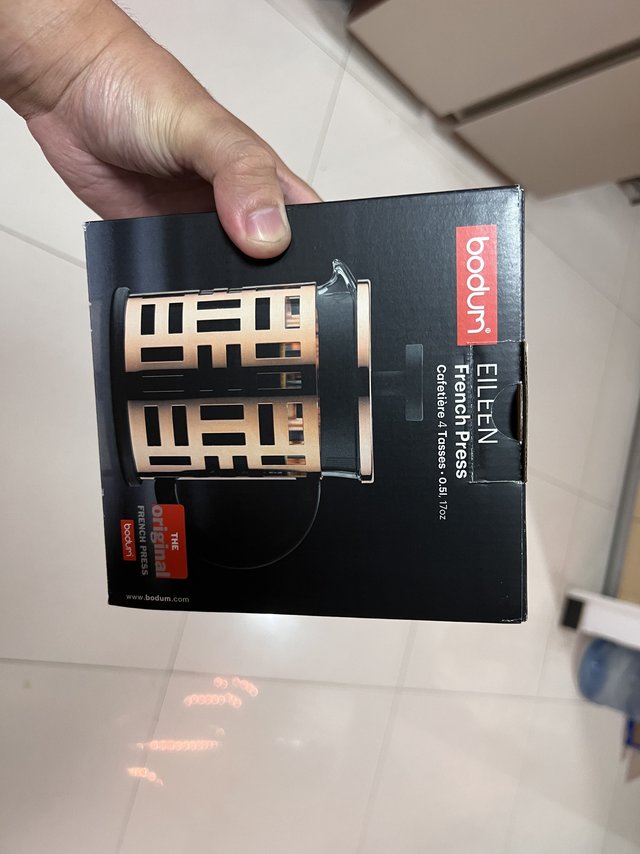 bodum®
EILEEN
French Press
Cafetière 4 Tasses • 0.5l, 17oz
THE
original
FRENCH PRESS
bodum
www.bodum.com